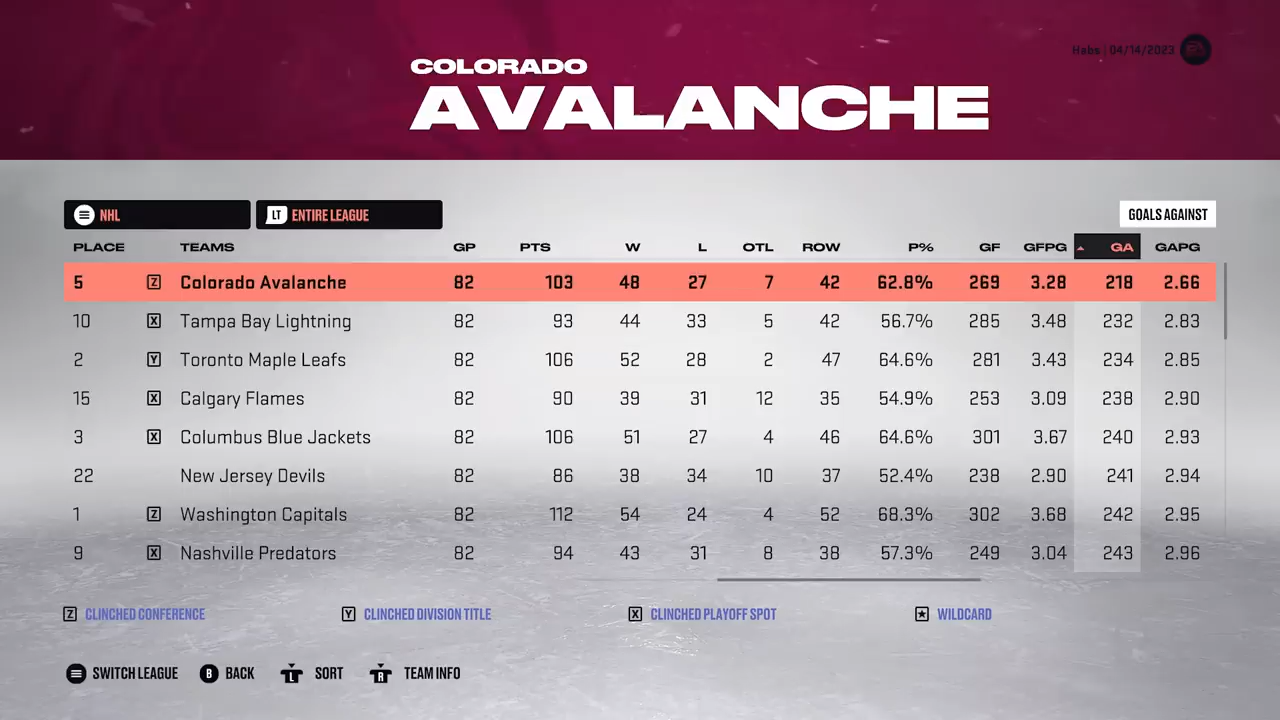 Habs | 04/14/2023
COLORADO
AVALANCHE
NHL LT ENTIRE LEAGUE GOALS AGAINST
PLACE TEAMS GP PTS W L OTL ROW P% GF GFPG GA GAPG
5 Z Colorado Avalanche 82 103 48 27 7 42 62.8% 269 3.28 218 2.66
10 X Tampa Bay Lightning 82 93 44 33 5 42 56.7% 285 3.48 232 2.83
2 Y Toronto Maple Leafs 82 106 52 28 2 47 64.6% 281 3.43 234 2.85
15 X Calgary Flames 82 90 39 31 12 35 54.9% 253 3.09 238 2.90
3 X Columbus Blue Jackets 82 106 51 27 4 46 64.6% 301 3.67 240 2.93
22 New Jersey Devils 82 86 38 34 10 37 52.4% 238 2.90 241 2.94
1 Z Washington Capitals 82 112 54 24 4 52 68.3% 302 3.68 242 2.95
9 X Nashville Predators 82 94 43 31 8 38 57.3% 249 3.04 243 2.96
Z CLINCHED CONFERENCE Y CLINCHED DIVISION TITLE X CLINCHED PLAYOFF SPOT WILDCARD
SWITCH LEAGUE B BACK L SORT R TEAM INFO